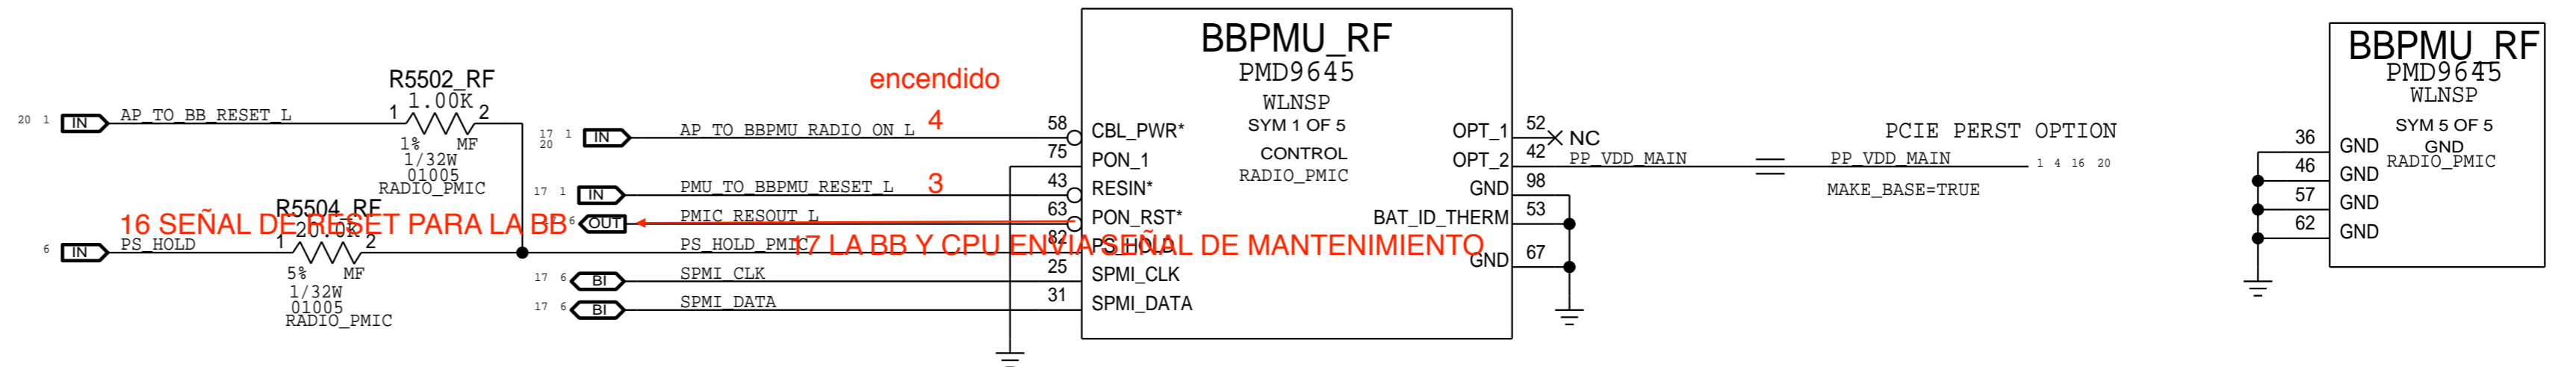 BBPMU_RF
PMD9645
WLNSP
SYM 1 OF 5
CONTROL
RADIO_PMIC
BBPMU_RF
PMD9645
WLNSP
SYM 5 OF 5
GND
RADIO_PMIC
encendido
R5502_RF
1.00K
1 2
1% MF
1/32W
01005
RADIO_PMIC
20 1 IN AP_TO_BB_RESET_L
17 1 IN AP_TO_BBPMU_RADIO_ON_L 4 58 CBL_PWR*
20
75 PON_1
17 1 IN PMU_TO_BBPMU_RESET_L 3 43 RESIN*
6 OUT PMIC_RESOUT_L 63 PON_RST*
16 SEÑAL DE RESET PARA LA BB
R5504_RF
20.0K
1 2
5% MF
1/32W
01005
RADIO_PMIC
6 IN PS_HOLD
PS_HOLD_PMIC 82 PS_HOLD
17 LA BB Y CPU ENVIA SEÑAL DE MANTENIMIENTO
17 6 BI SPMI_CLK 25 SPMI_CLK
17 6 BI SPMI_DATA 31 SPMI_DATA
OPT_1 52 NC
OPT_2 42 PP_VDD_MAIN PP_VDD_MAIN 1 4 16 20
PCIE PERST OPTION
MAKE_BASE=TRUE
GND 98
BAT_ID_THERM 53
GND 67
36 GND
46 GND
57 GND
62 GND